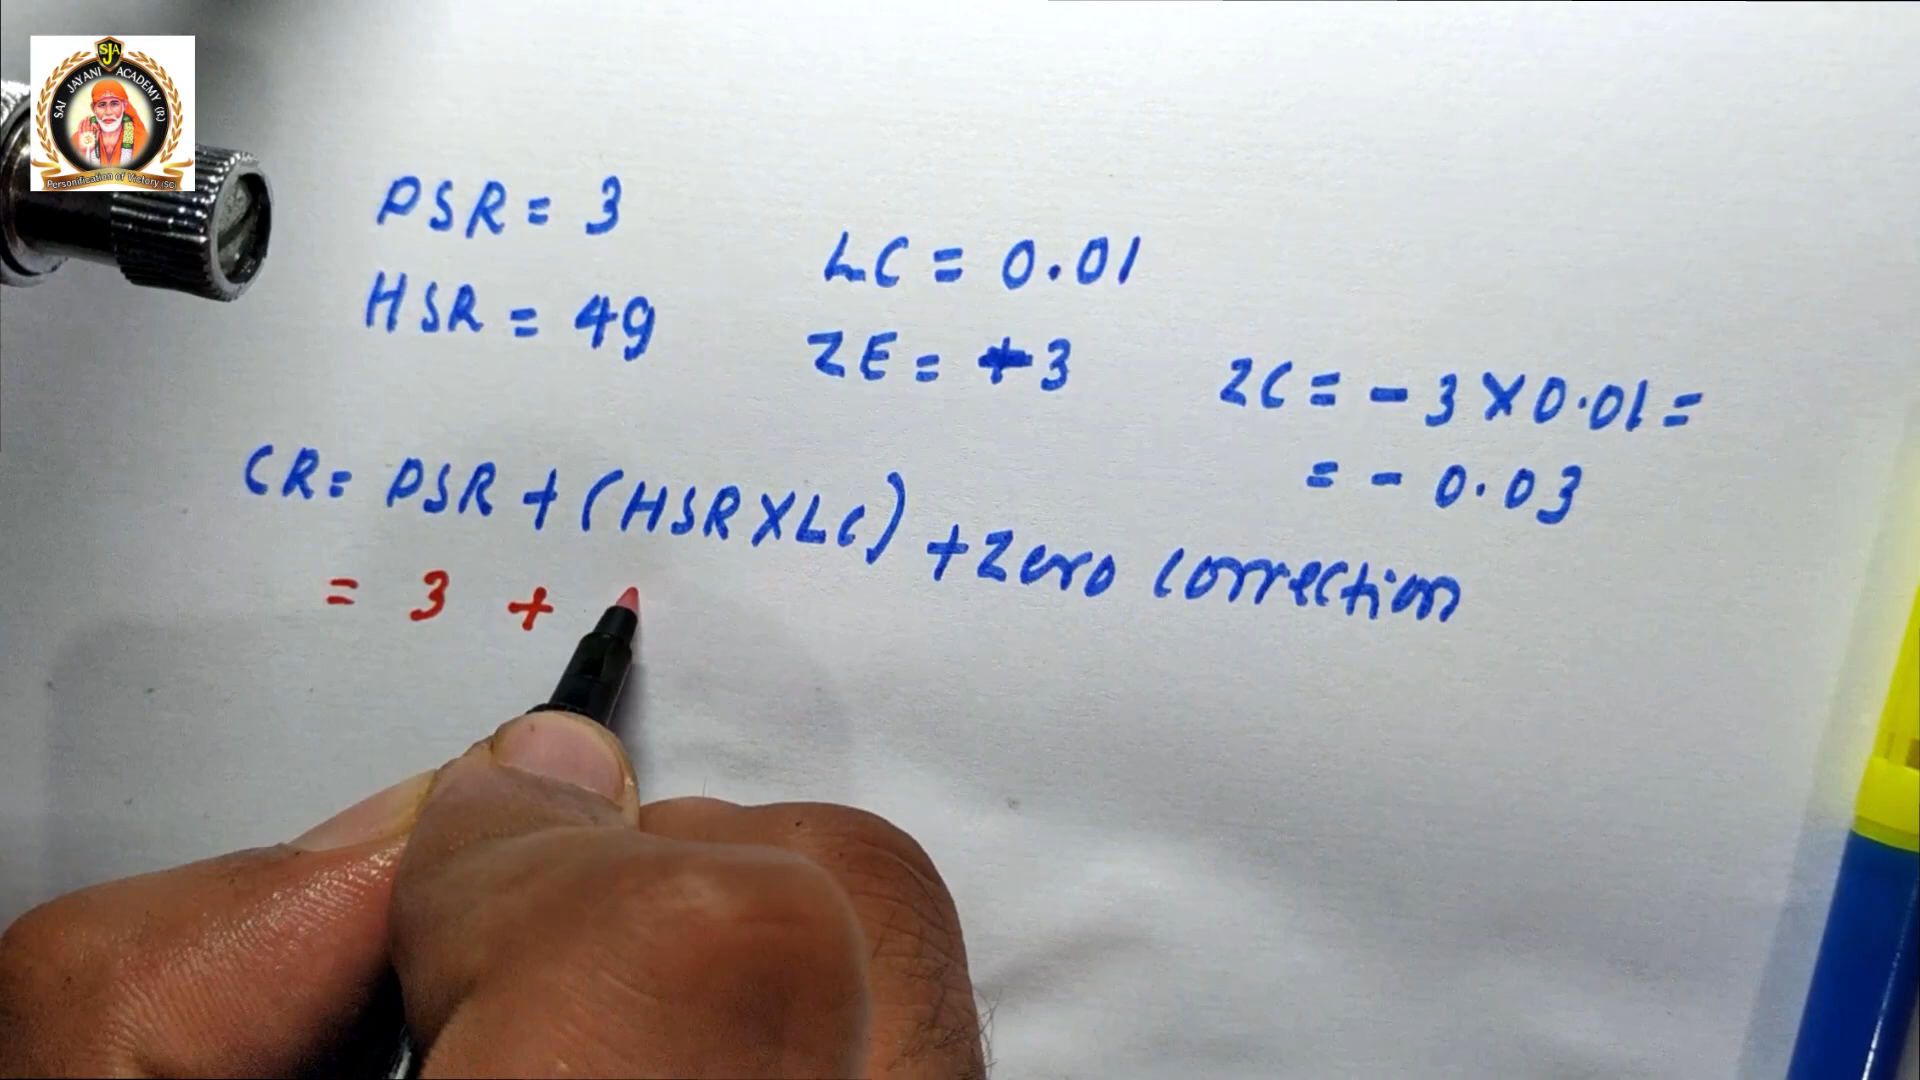 SJA
SAI JAYANI ACADEMY (R)
Personification of Victory (SC)
PSR = 3
HSR = 49
LC = 0.01
ZE = +3
ZC = - 3 X 0.01 =
= - 0.03
CR = PSR + (HSR X LC) + Zero correction
= 3 +